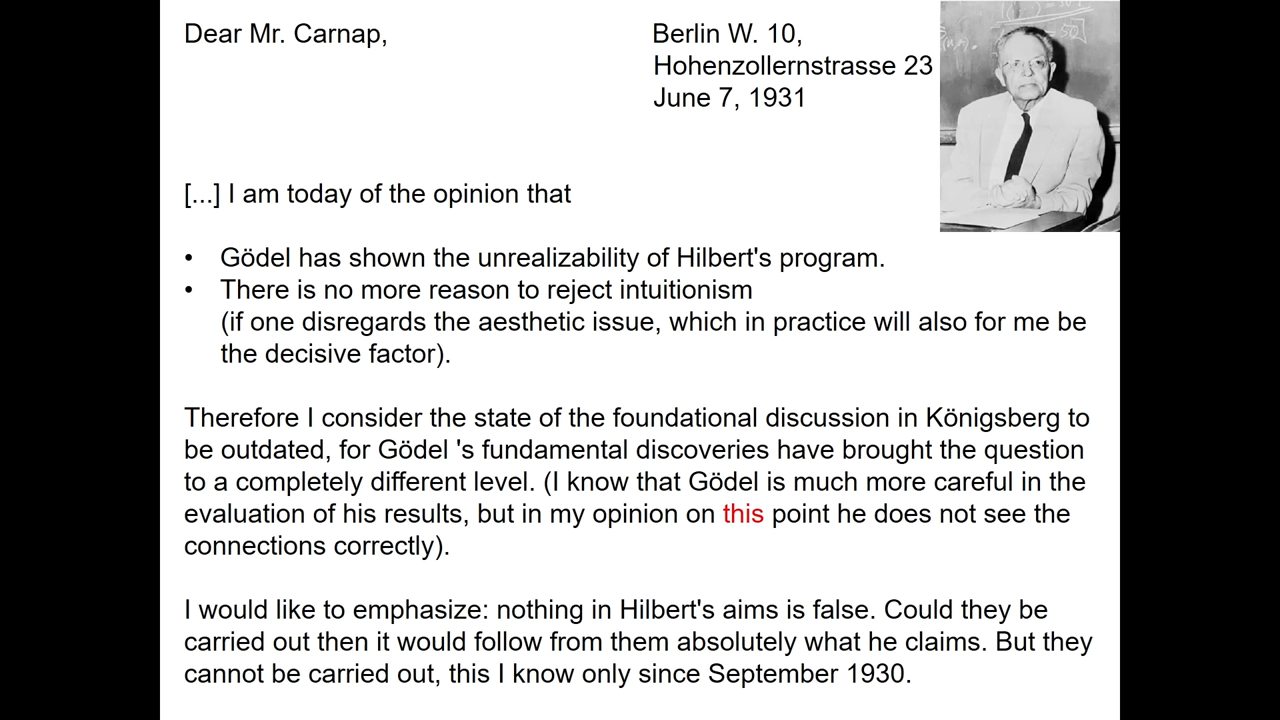 Dear Mr. Carnap,
Berlin W. 10,
Hohenzollernstrasse 23
June 7, 1931
[...] I am today of the opinion that
• Gödel has shown the unrealizability of Hilbert's program.
• There is no more reason to reject intuitionism
(if one disregards the aesthetic issue, which in practice will also for me be
the decisive factor).
Therefore I consider the state of the foundational discussion in Königsberg to
be outdated, for Gödel 's fundamental discoveries have brought the question
to a completely different level. (I know that Gödel is much more careful in the
evaluation of his results, but in my opinion on this point he does not see the
connections correctly).
I would like to emphasize: nothing in Hilbert's aims is false. Could they be
carried out then it would follow from them absolutely what he claims. But they
cannot be carried out, this I know only since September 1930.